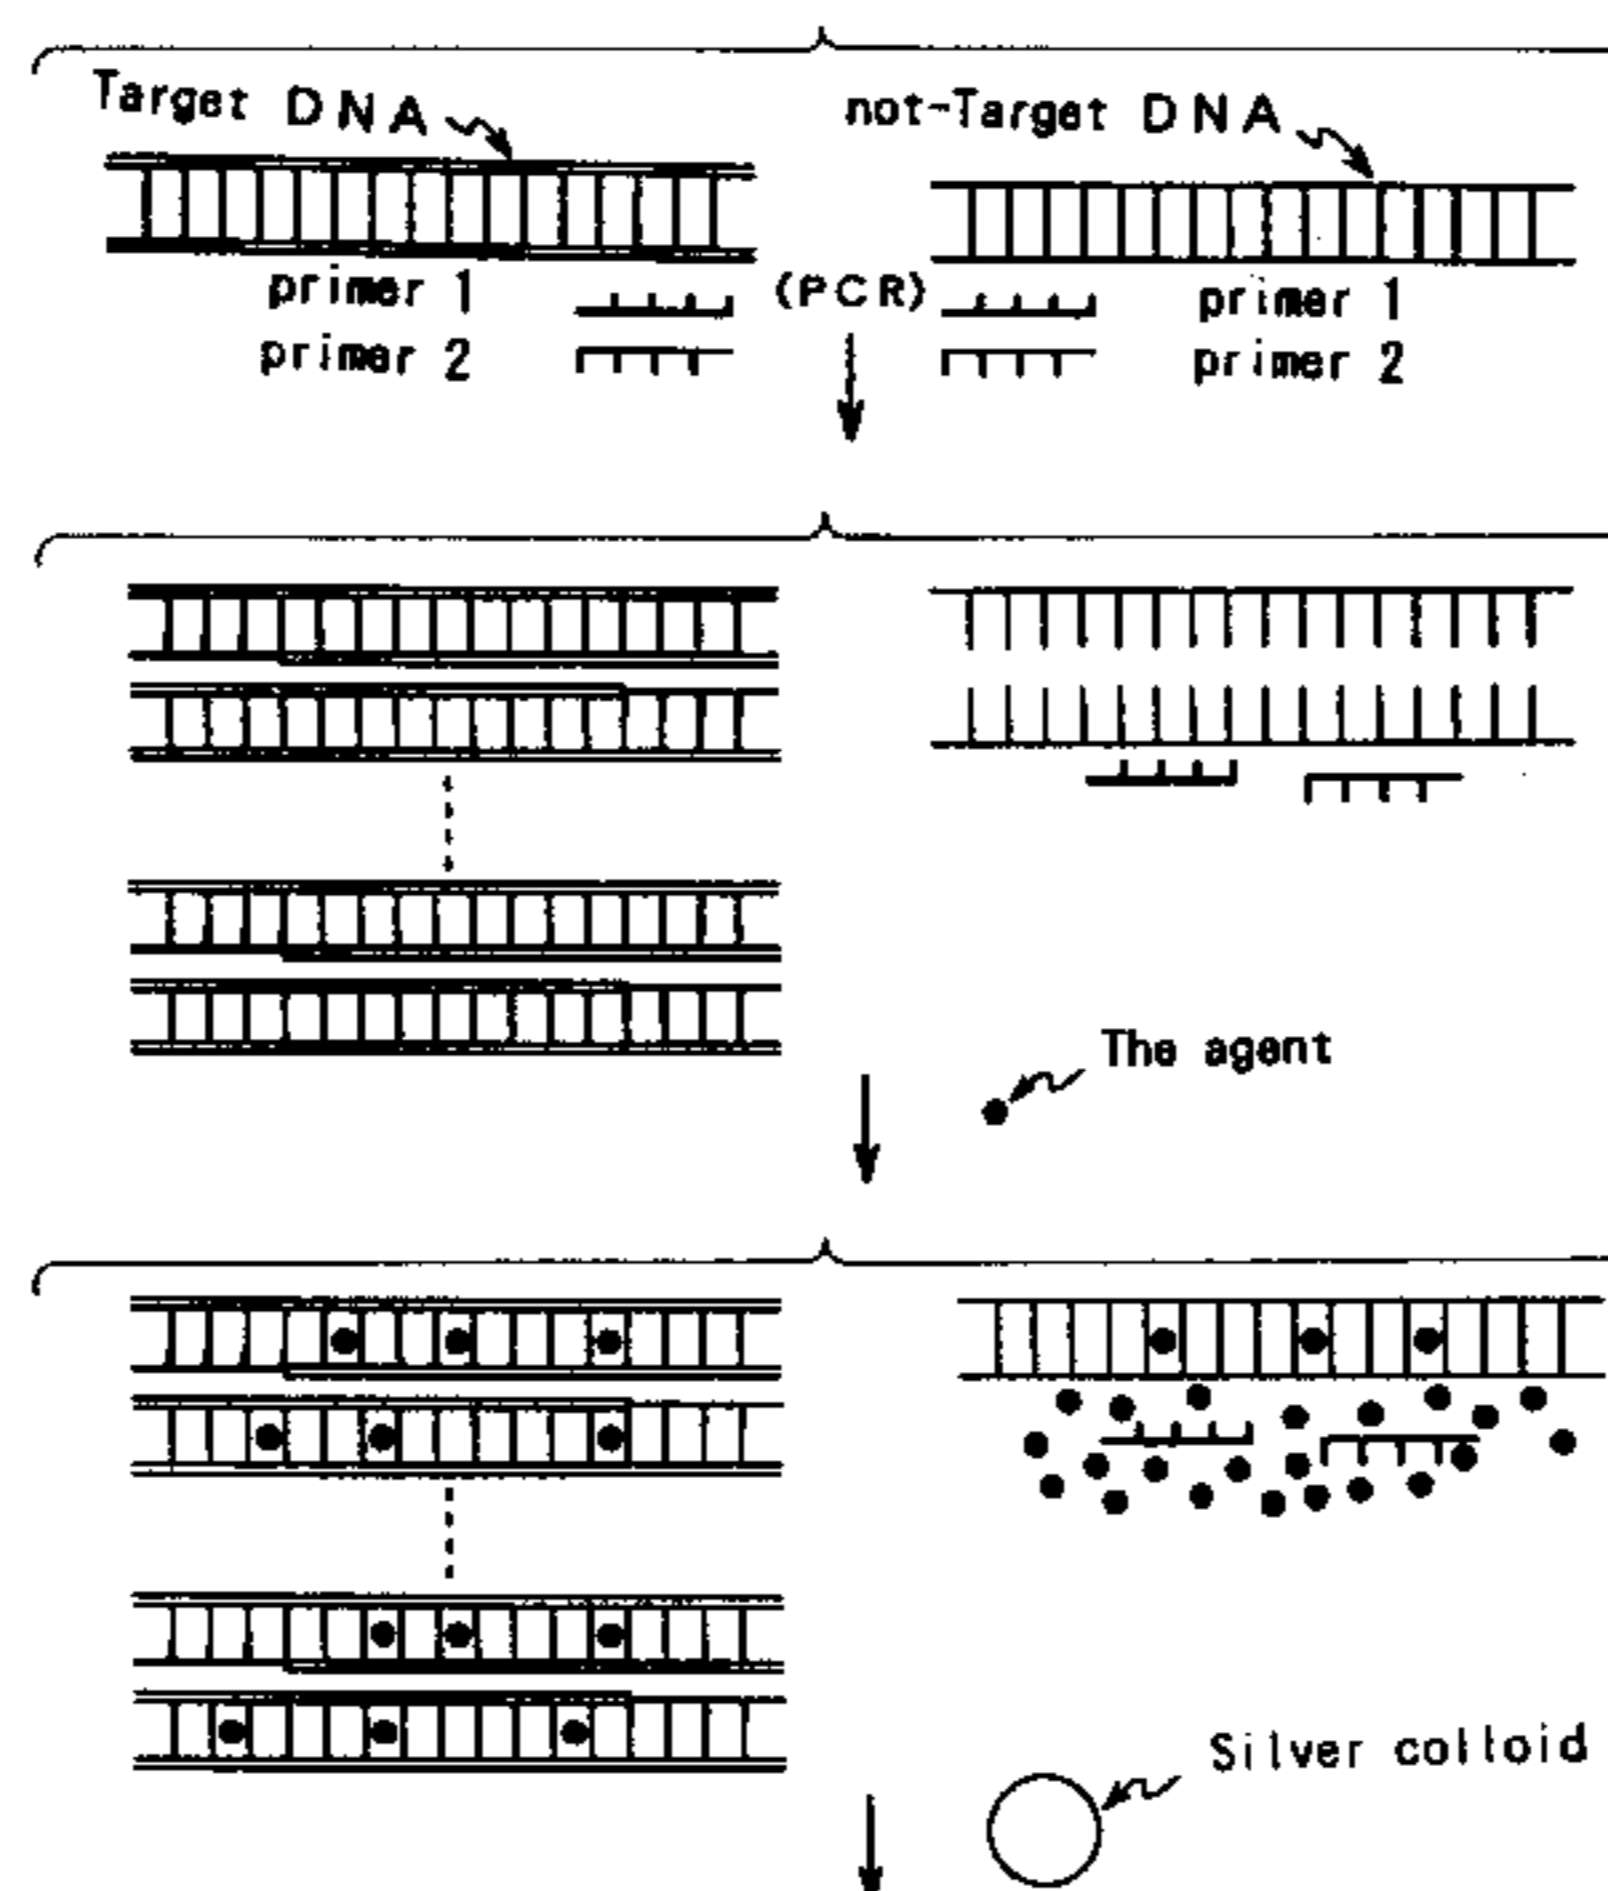 Target DNA
not-Target DNA
primer 1
(PCR)
primer 1
primer 2
primer 2
The agent
Silver colloid